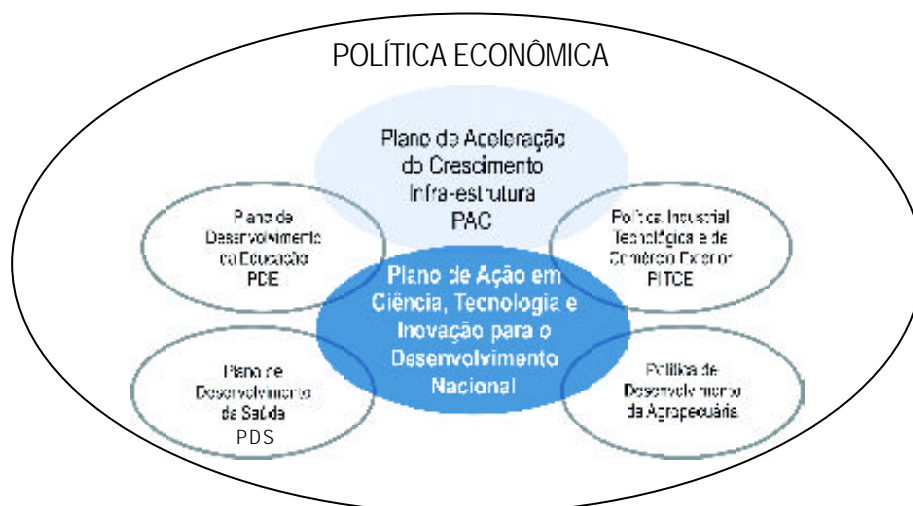 POLÍTICA ECONÔMICA
Plano de Aceleração
do Crescimento
Infra-estrutura
PAC
Plano de
Desenvolvimento
da Educação
PDE
Política Industrial
Tecnológica e de
Comércio Exterior
PITCE
Plano de Ação em
Ciência, Tecnologia e
Inovação para o
Desenvolvimento
Nacional
Plano de
Desenvolvimento
da Saúde
PDS
Política de
Desenvolvimento
da Agropecuária